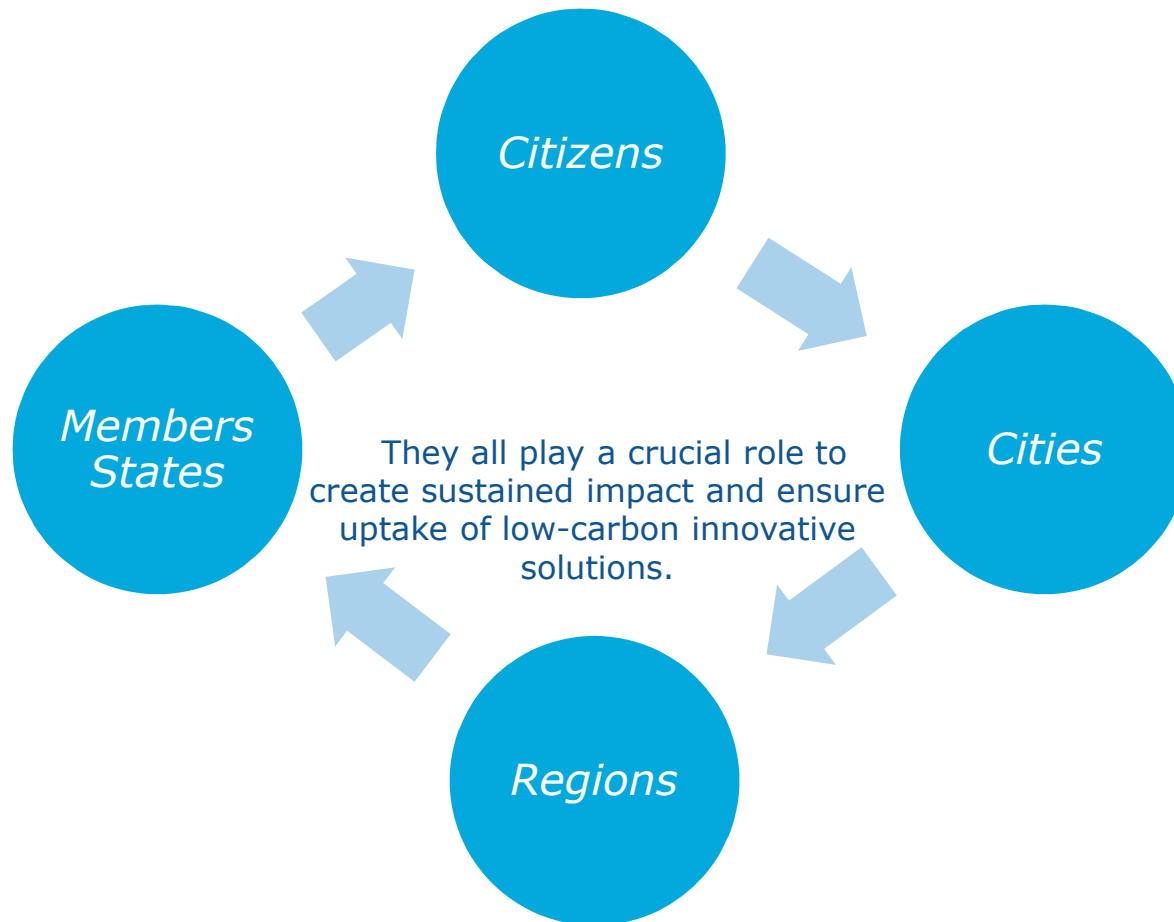 Citizens
Members
States
Cities
They all play a crucial role to
create sustained impact and ensure
uptake of low-carbon innovative
solutions.
Regions